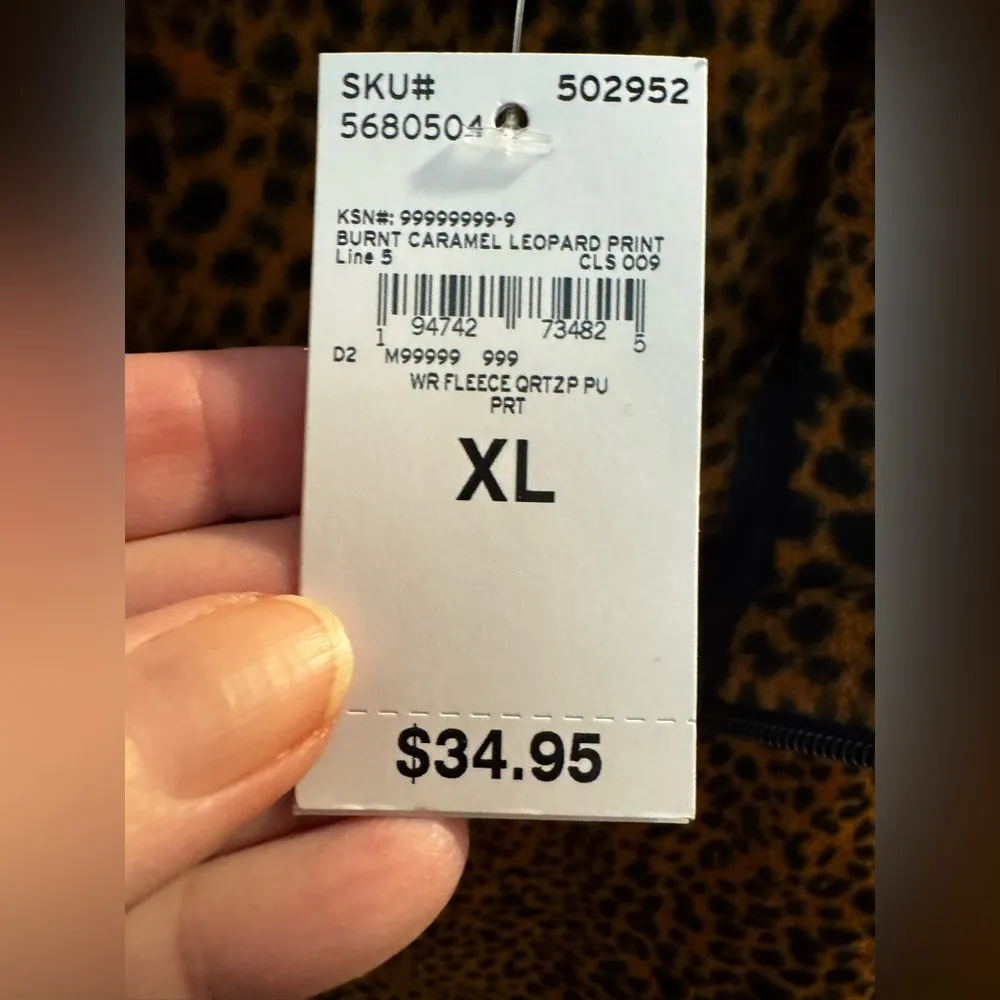 SKU# 502952
5680504
KSN#: 99999999-9
BURNT CARAMEL LEOPARD PRINT
Line 5 CLS 009
1 94742 73482 5
D2 M99999 999
WR FLEECE QRTZP PU
PRT
XL
$34.95